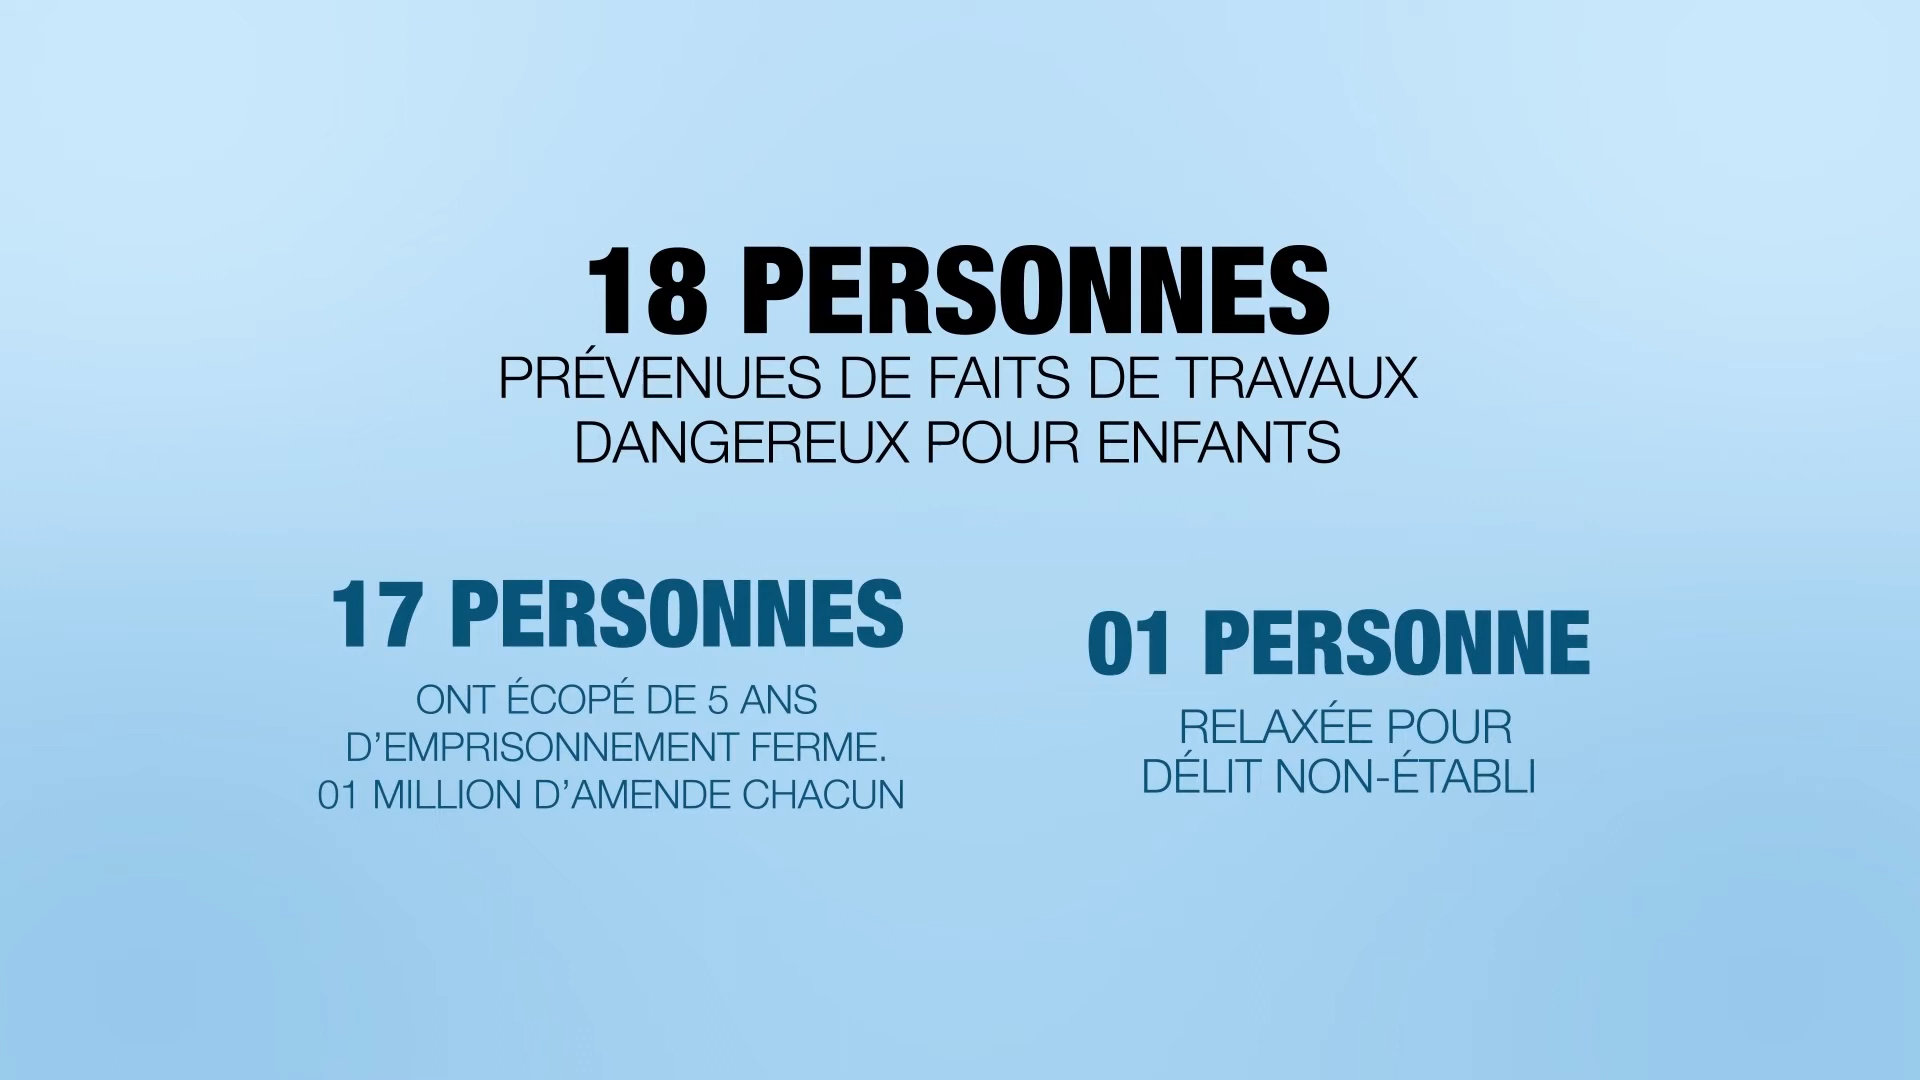 18 PERSONNES
PRÉVENUES DE FAITS DE TRAVAUX
DANGEREUX POUR ENFANTS
17 PERSONNES
ONT ÉCOPÉ DE 5 ANS
D’EMPRISONNEMENT FERME.
01 MILLION D’AMENDE CHACUN
01 PERSONNE
RELAXÉE POUR
DÉLIT NON-ÉTABLI